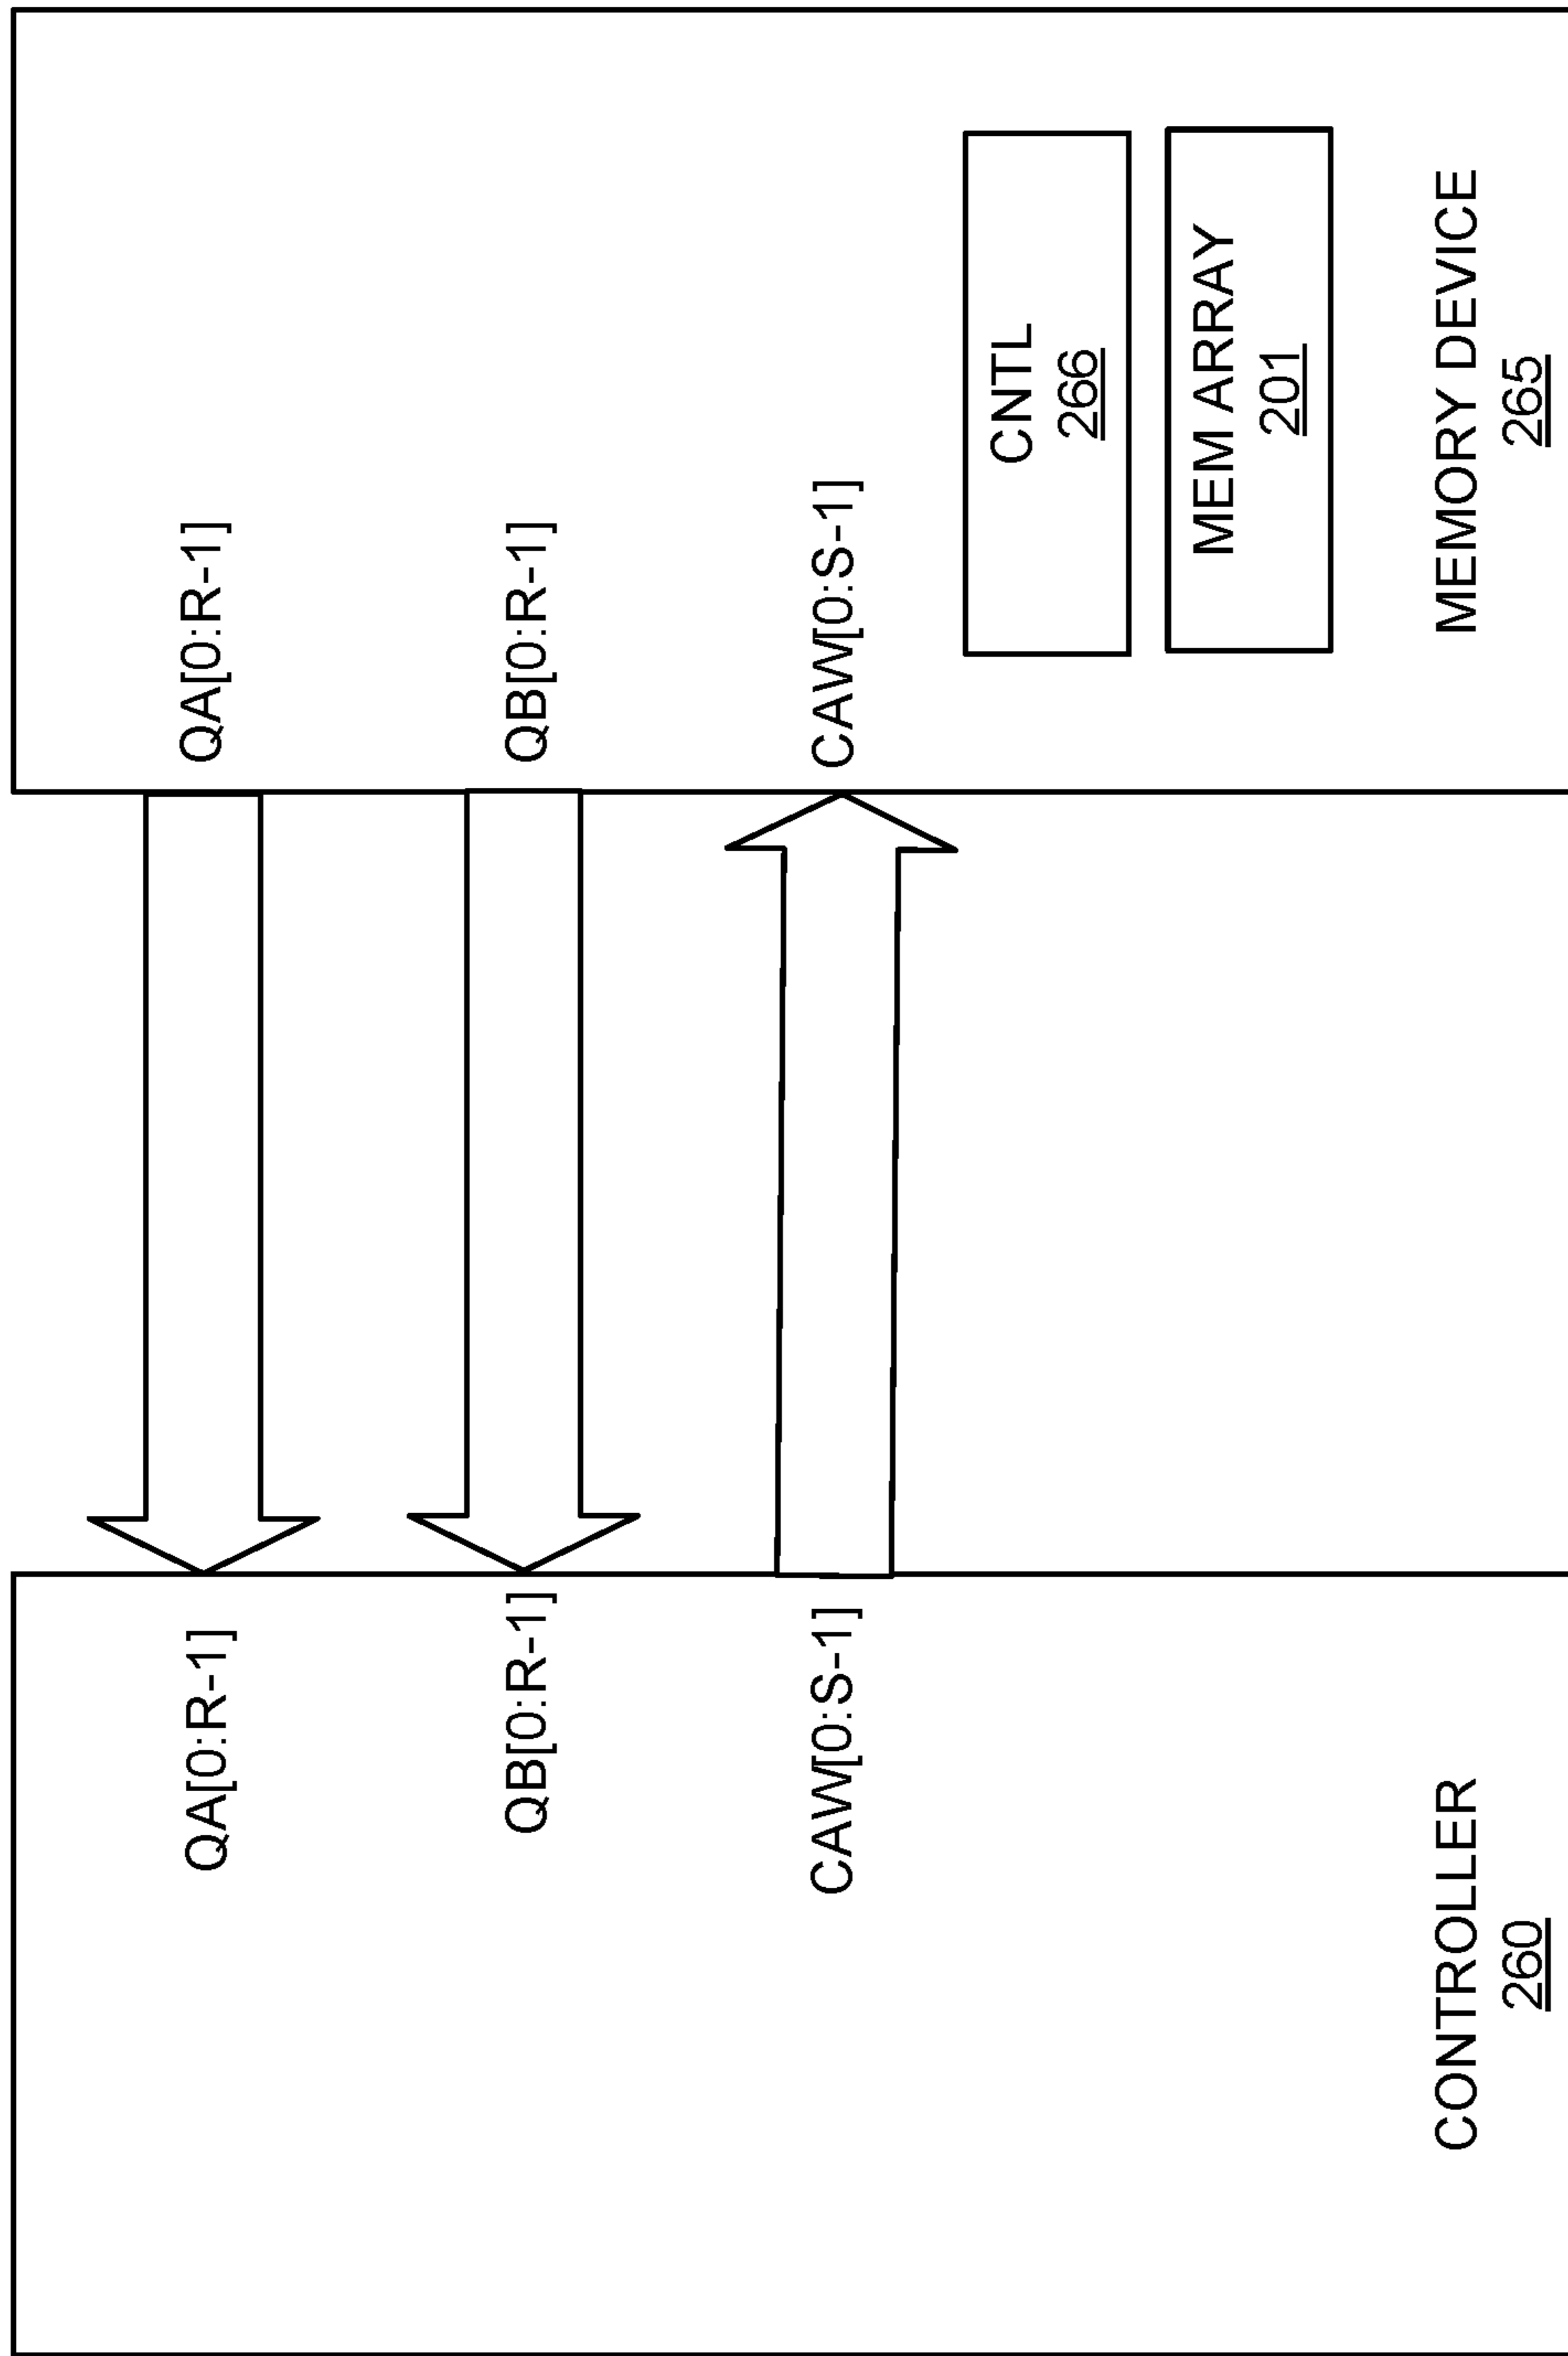 QA[0:R-1]
QA[0:R-1]
QB[0:R-1]
QB[0:R-1]
CAW[0:S-1]
CAW[0:S-1]
CNTL
266
MEM ARRAY
201
CONTROLLER
260
MEMORY DEVICE
265